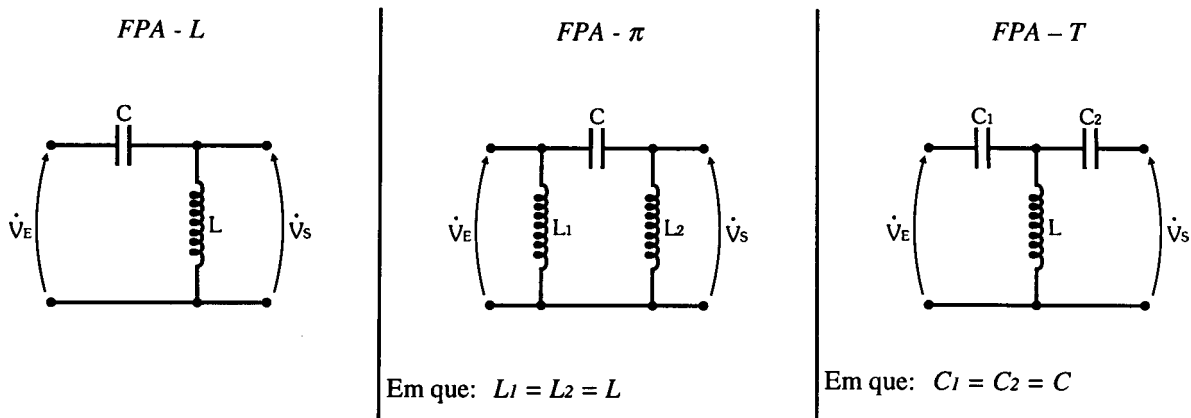 FPA - L
C
L
V̇E
V̇S
FPA - π
C
L1
L2
V̇E
V̇S
Em que: L1 = L2 = L
FPA – T
C1
C2
L
V̇E
V̇S
Em que: C1 = C2 = C